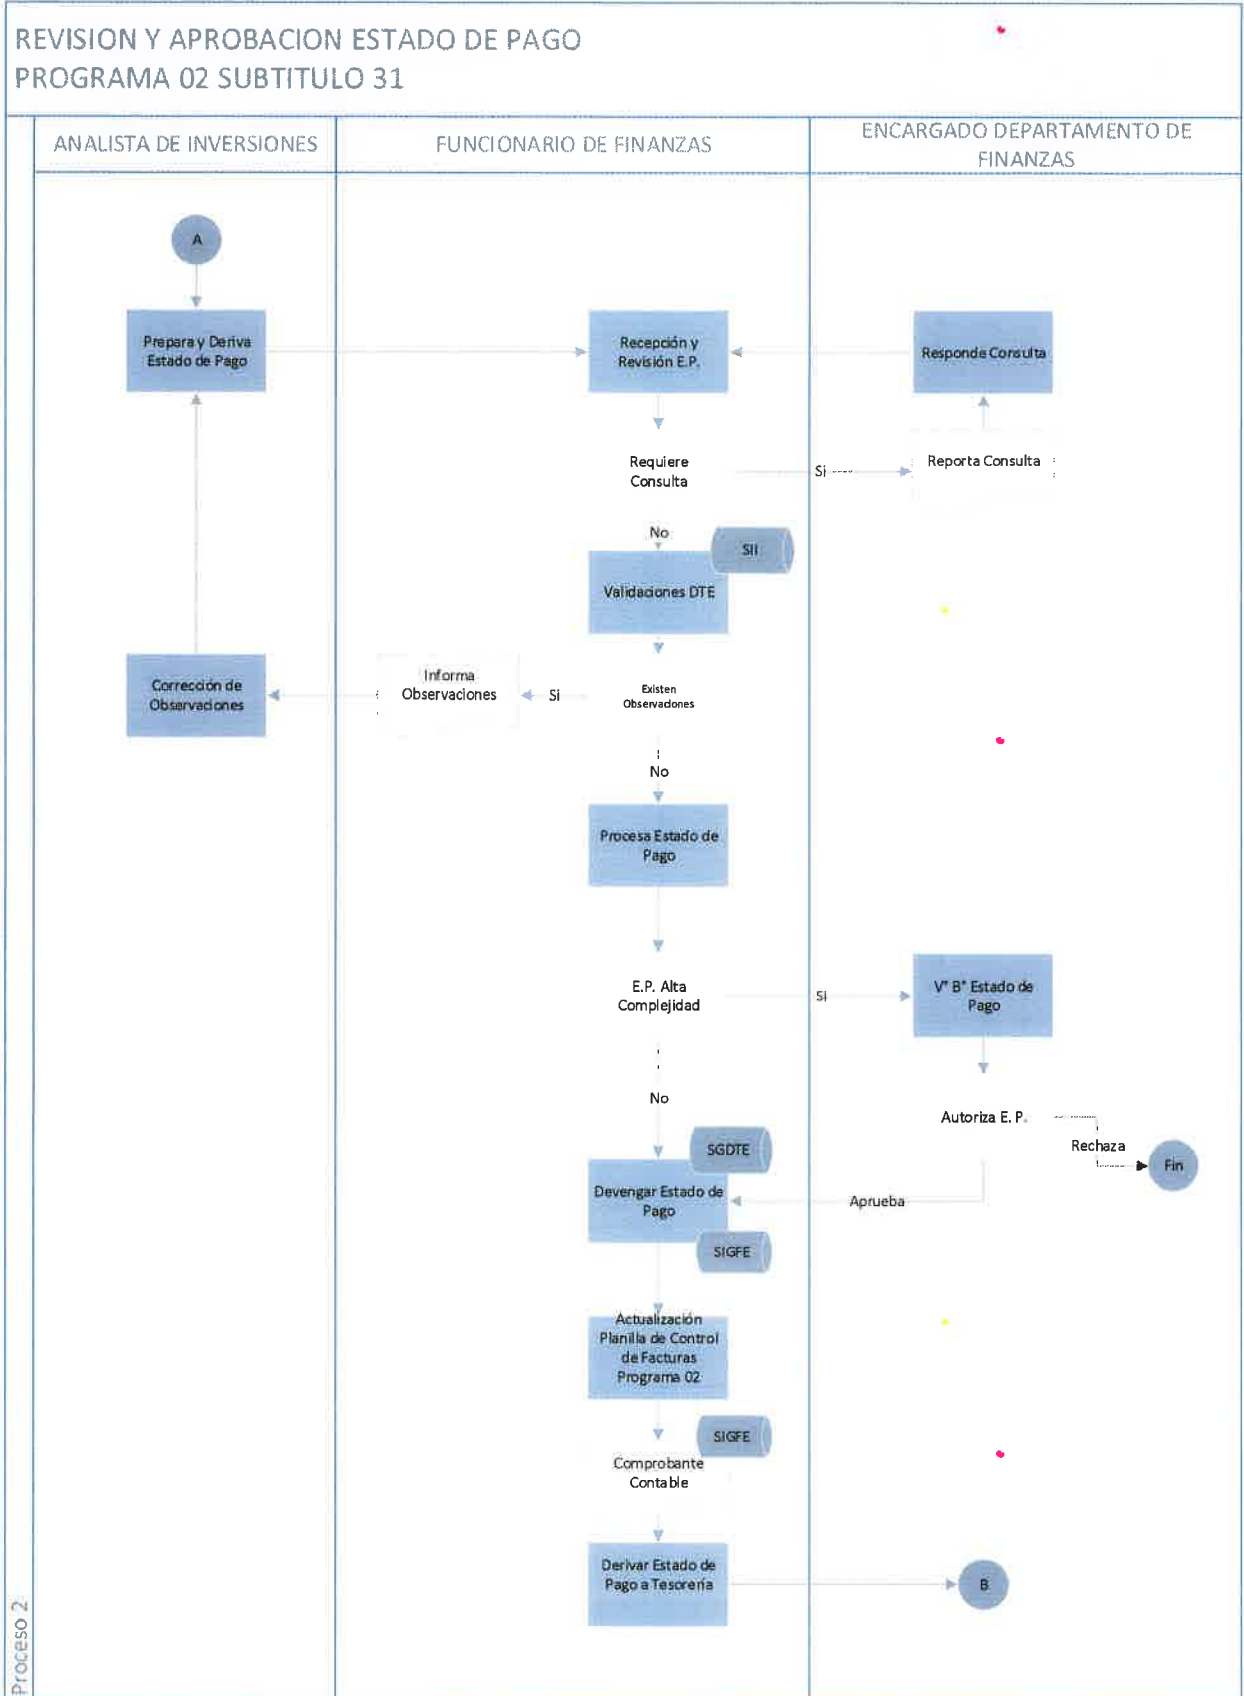 REVISION Y APROBACION ESTADO DE PAGO
PROGRAMA 02 SUBTITULO 31
ANALISTA DE INVERSIONES
FUNCIONARIO DE FINANZAS
ENCARGADO DEPARTAMENTO DE
FINANZAS
A
Prepara y Deriva
Estado de Pago
Recepción y
Revisión E.P.
Responde Consulta
Requiere
Consulta
Si
Reporta Consulta
No
SII
Validaciones DTE
Corrección de
Observaciones
Informa
Observaciones
Si
Existen
Observaciones
No
Procesa Estado de
Pago
E.P. Alta
Complejidad
Si
V° B° Estado de
Pago
No
Autoriza E. P.
Rechaza
Fin
SGDTE
Devengar Estado de
Pago
Aprueba
SIGFE
Actualización
Planilla de Control
de Facturas
Programa 02
SIGFE
Comprobante
Contable
Derivar Estado de
Pago a Tesorería
B
Proceso 2